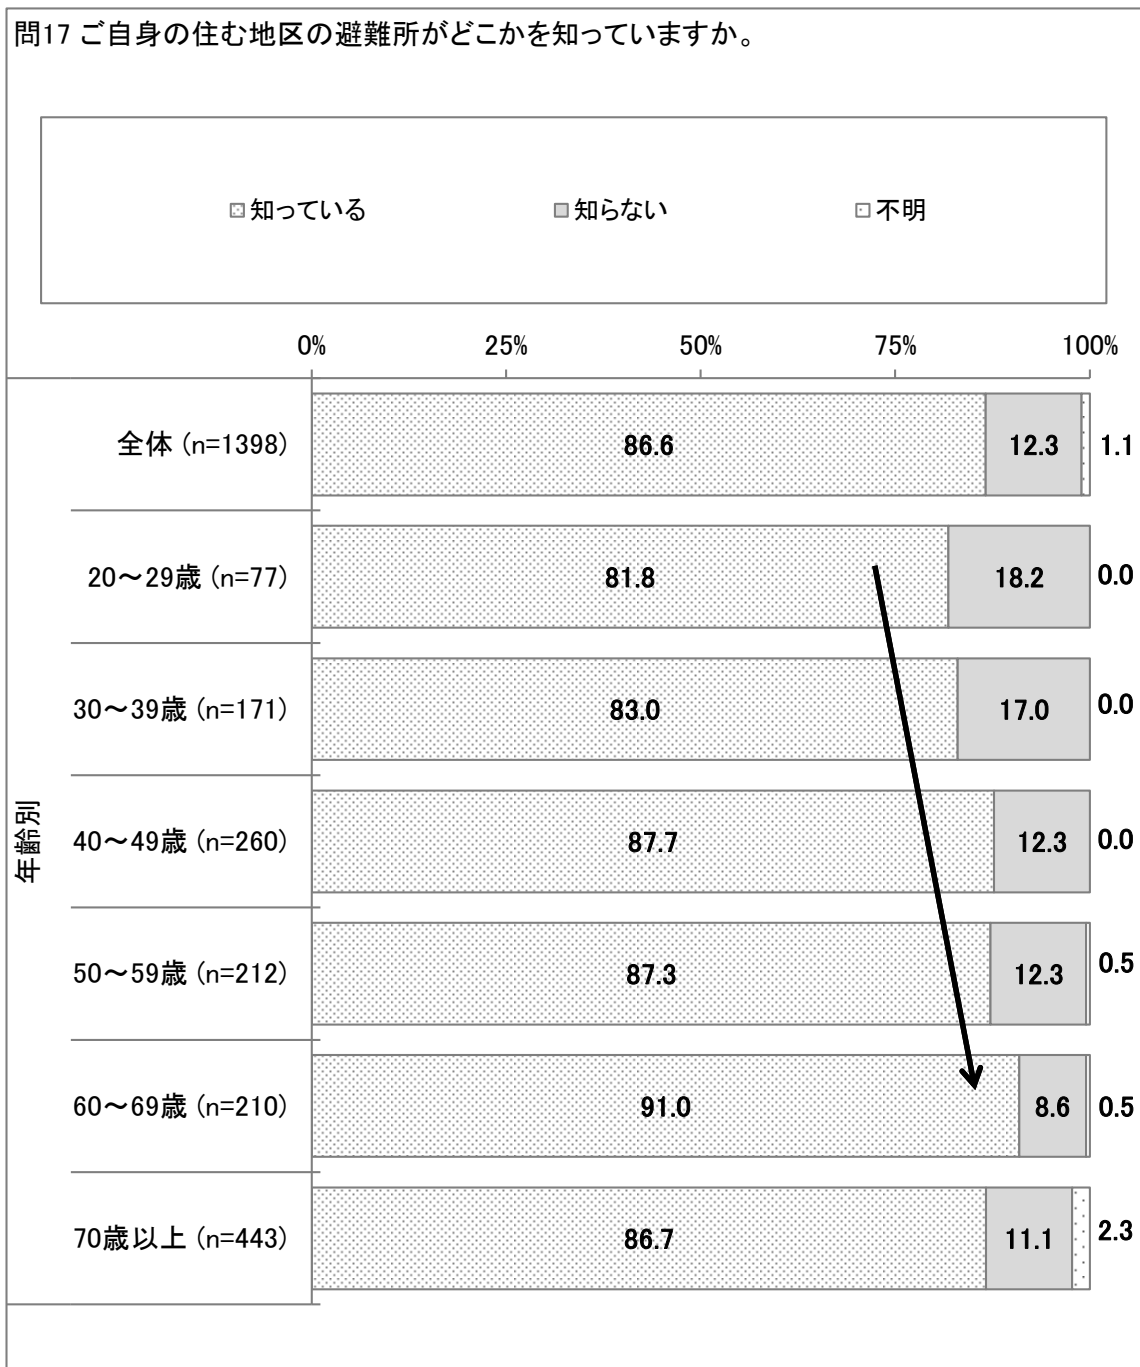 問17 ご自身の住む地区の避難所がどこかを知っていますか。
知っている 知らない 不明
0% 25% 50% 75% 100%
年齢別
全体 (n=1398) 86.6 12.3 1.1
20～29歳 (n=77) 81.8 18.2 0.0
30～39歳 (n=171) 83.0 17.0 0.0
40～49歳 (n=260) 87.7 12.3 0.0
50～59歳 (n=212) 87.3 12.3 0.5
60～69歳 (n=210) 91.0 8.6 0.5
70歳以上 (n=443) 86.7 11.1 2.3